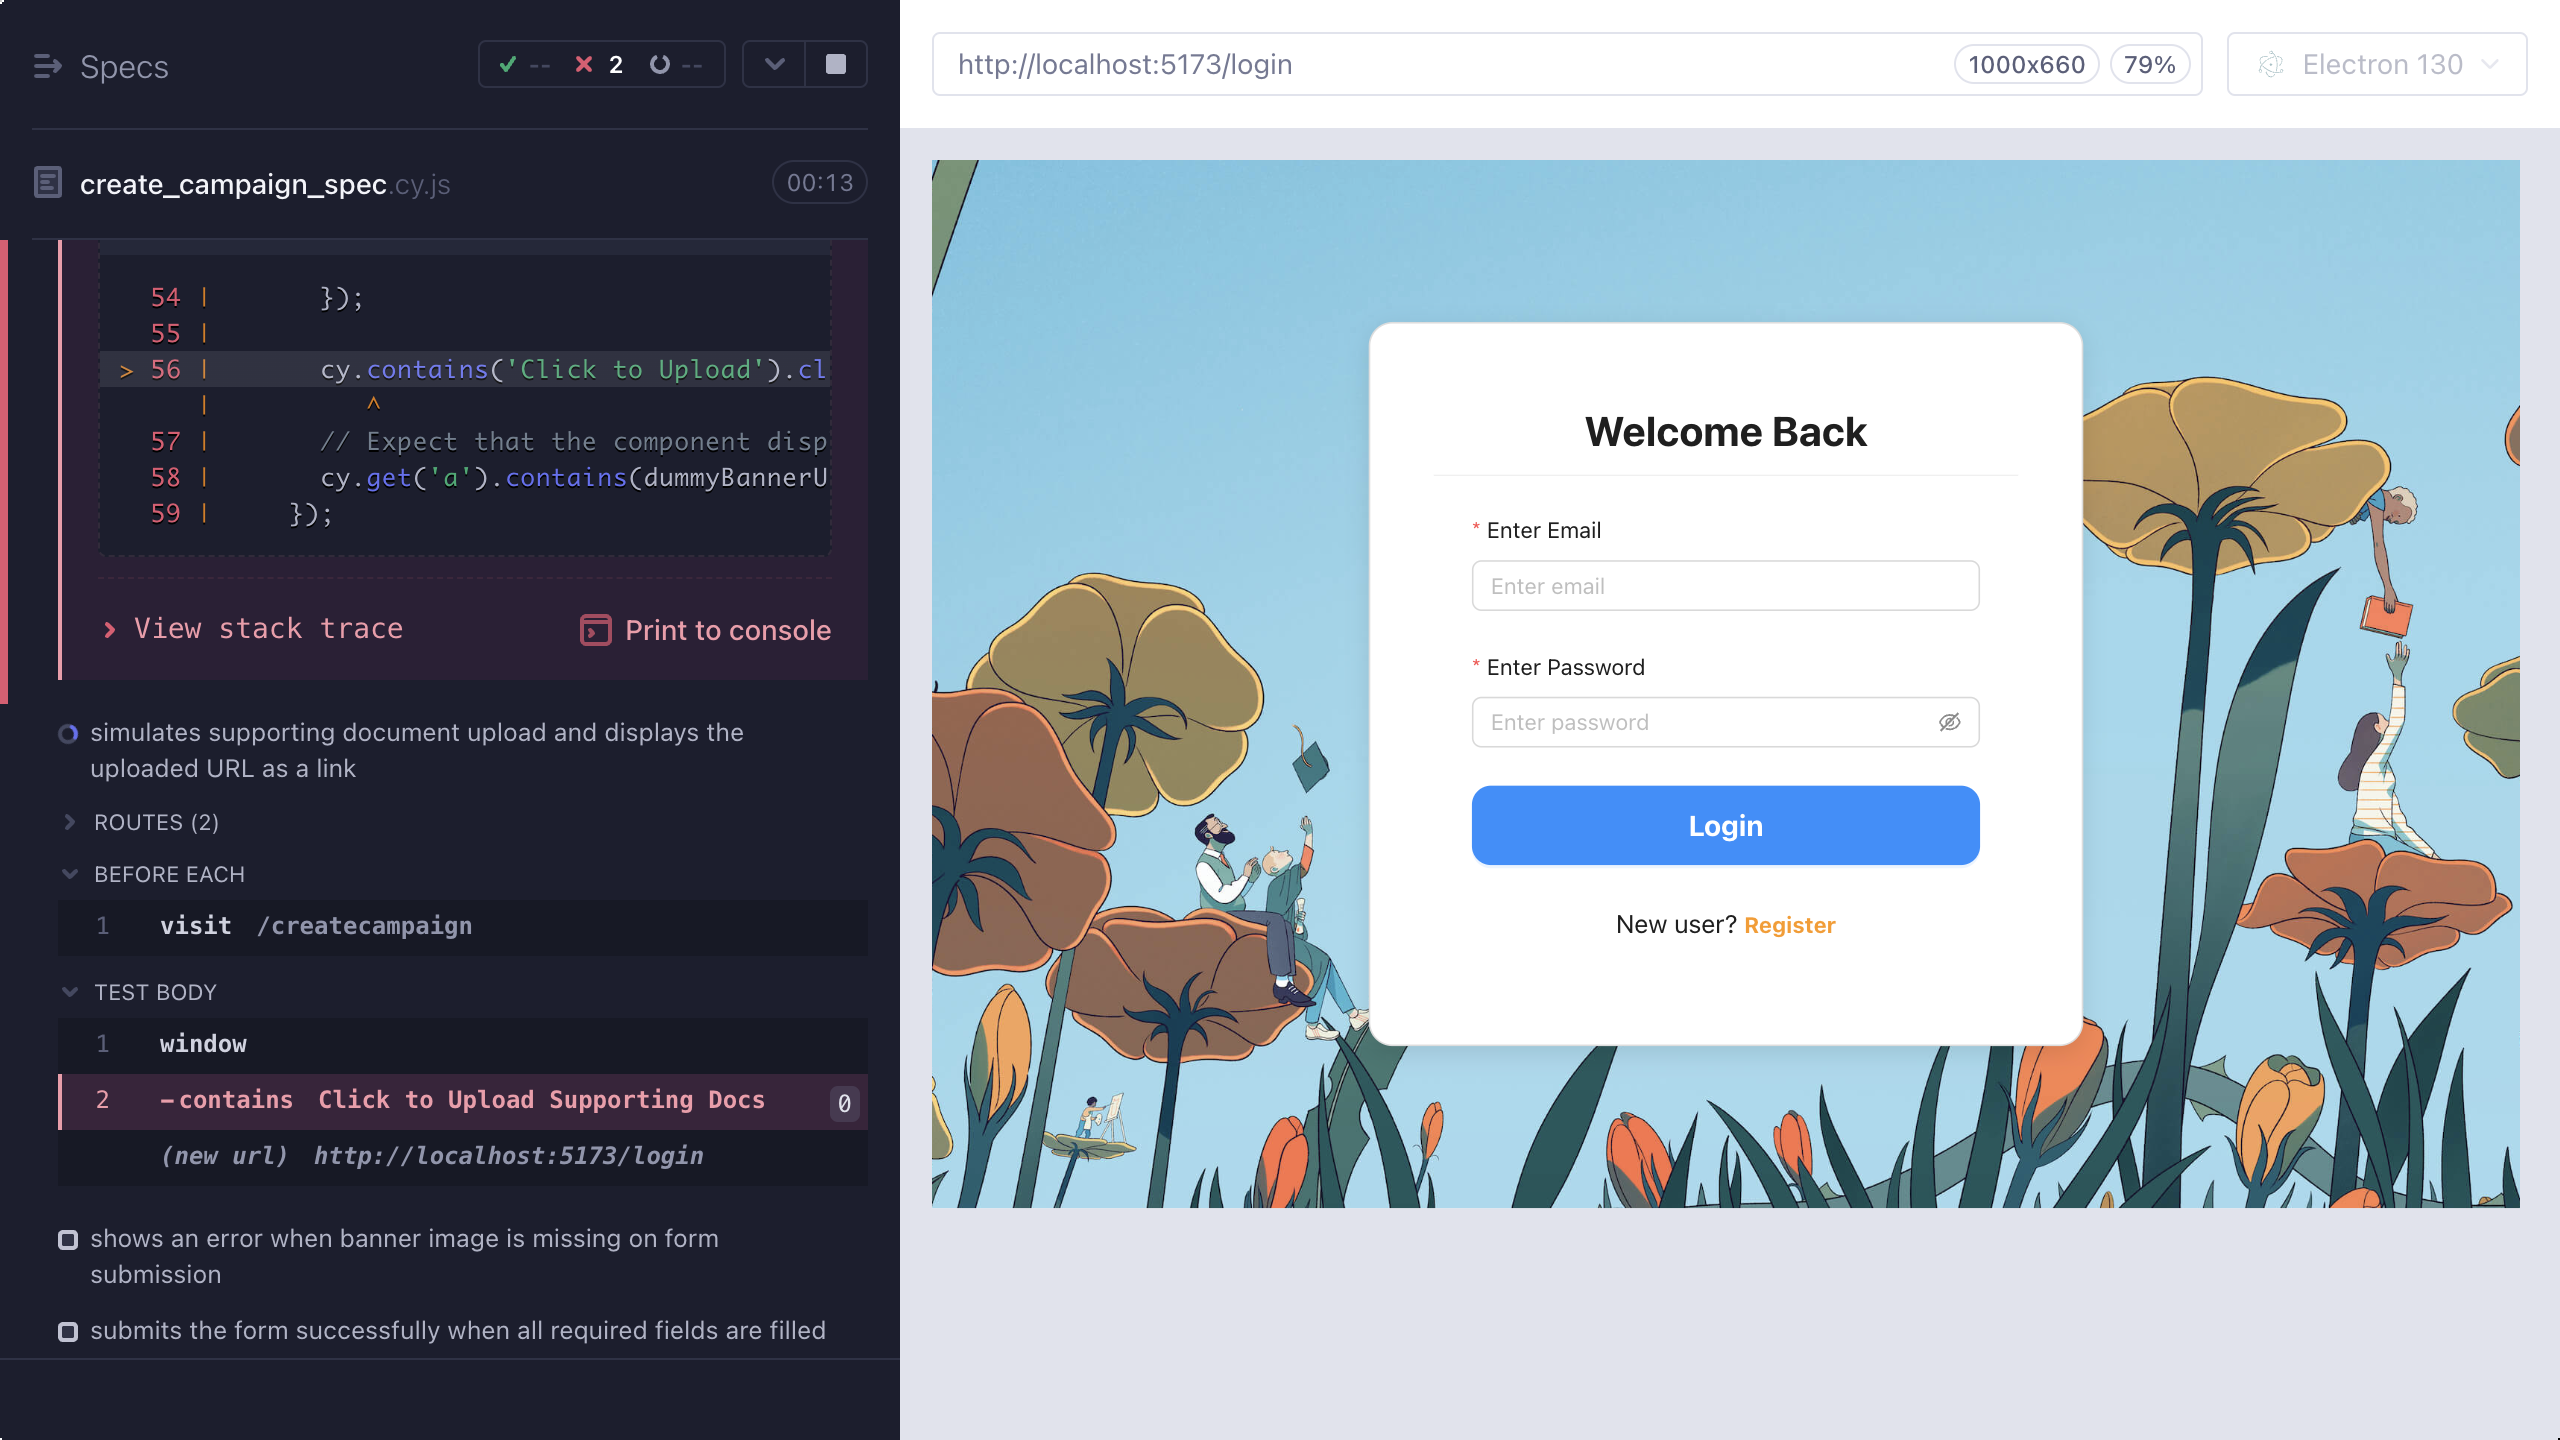 Specs
-- 2 --
create_campaign_spec.cy.js 00:13
54 | });
55 |
> 56 | cy.contains('Click to Upload').cl
| ^
57 | // Expect that the component disp
58 | cy.get('a').contains(dummyBannerU
59 | });
View stack trace
Print to console
simulates supporting document upload and displays the
uploaded URL as a link
ROUTES (2)
BEFORE EACH
1 visit /createcampaign
TEST BODY
1 window
2 -contains Click to Upload Supporting Docs 0
(new url) http://localhost:5173/login
shows an error when banner image is missing on form
submission
submits the form successfully when all required fields are filled
http://localhost:5173/login
1000x660 79%
Electron 130
Welcome Back
* Enter Email
Enter email
* Enter Password
Enter password
Login
New user? Register